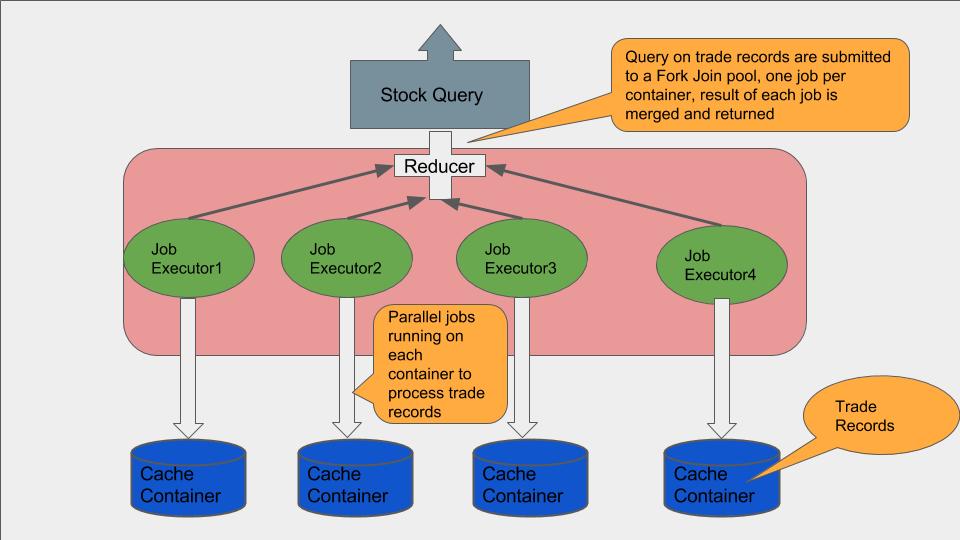 Stock Query
Query on trade records are submitted
to a Fork Join pool, one job per
container, result of each job is
merged and returned
Reducer
Job
Executor1
Job
Executor2
Job
Executor3
Job
Executor4
Parallel jobs
running on
each
container to
process trade
records
Trade
Records
Cache
Container
Cache
Container
Cache
Container
Cache
Container